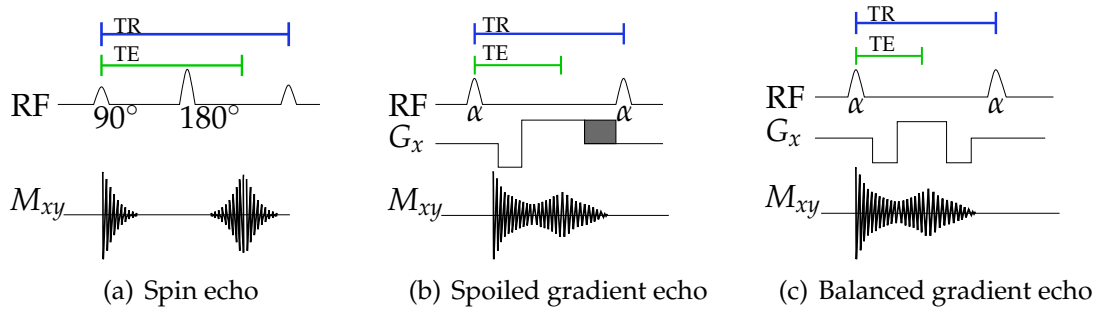 TR
TE
RF
90° 180°
M_xy
(a) Spin echo
TR
TE
RF
α α
G_x
M_xy
(b) Spoiled gradient echo
TR
TE
RF
α α
G_x
M_xy
(c) Balanced gradient echo